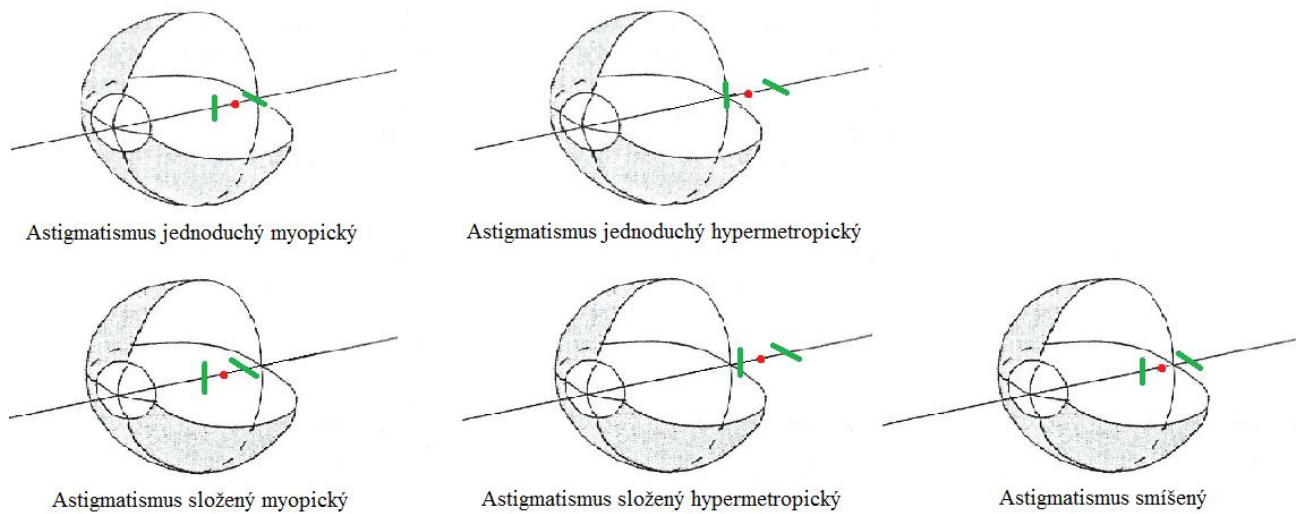 Astigmatismus jednoduchý myopický
Astigmatismus jednoduchý hypermetropický
Astigmatismus složený myopický
Astigmatismus složený hypermetropický
Astigmatismus smíšený